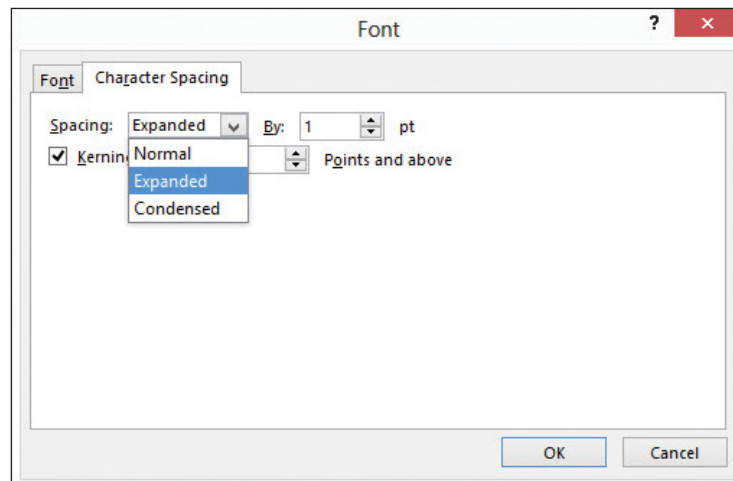 Font ?
Font Character Spacing
Spacing: Expanded By: 1 pt
Normal
Points and above
Expanded
Condensed
OK Cancel